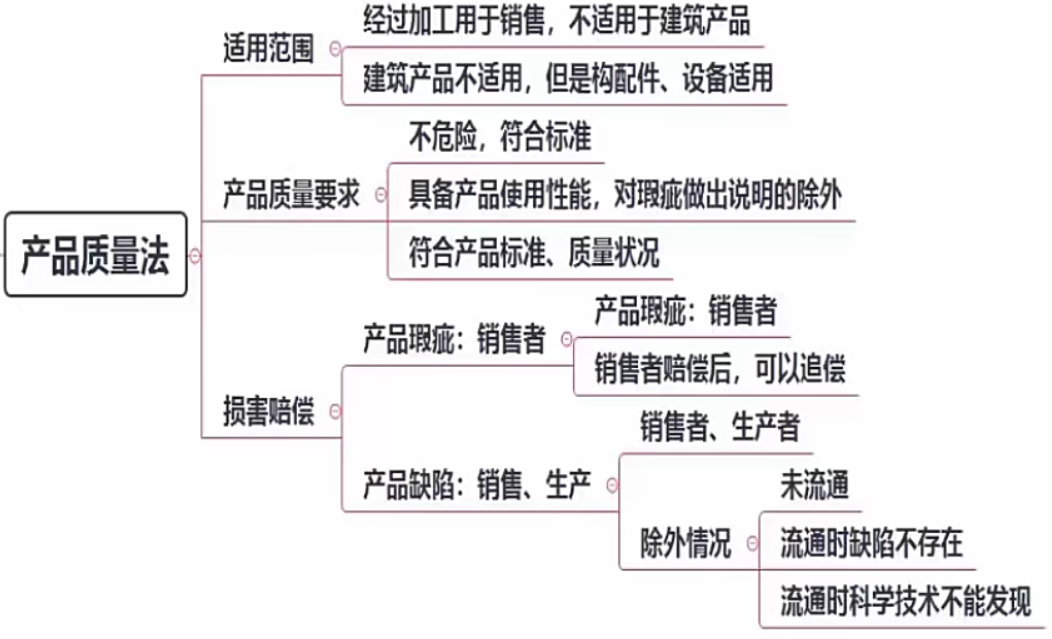 经过加工用于销售，不适用于建筑产品
适用范围
建筑产品不适用，但是构配件、设备适用
不危险，符合标准
产品质量要求
具备产品使用性能，对瑕疵做出说明的除外
产品质量法
符合产品标准、质量状况
产品瑕疵：销售者
产品瑕疵：销售者
销售者赔偿后，可以追偿
损害赔偿
销售者、生产者
产品缺陷：销售、生产
未流通
除外情况
流通时缺陷不存在
流通时科学技术不能发现